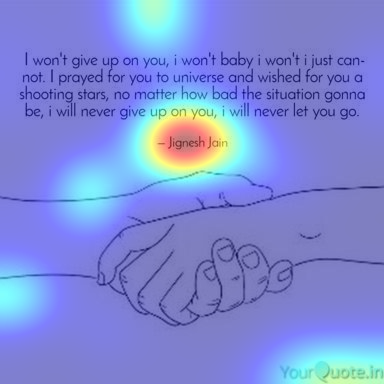 I won't give up on you, i won't baby i won't i just can-
not. I prayed for you to universe and wished for you a
shooting stars, no matter how bad the situation gonna
be, i will never give up on you, i will never let you go.
– Jignesh Jain
YourQuote.in